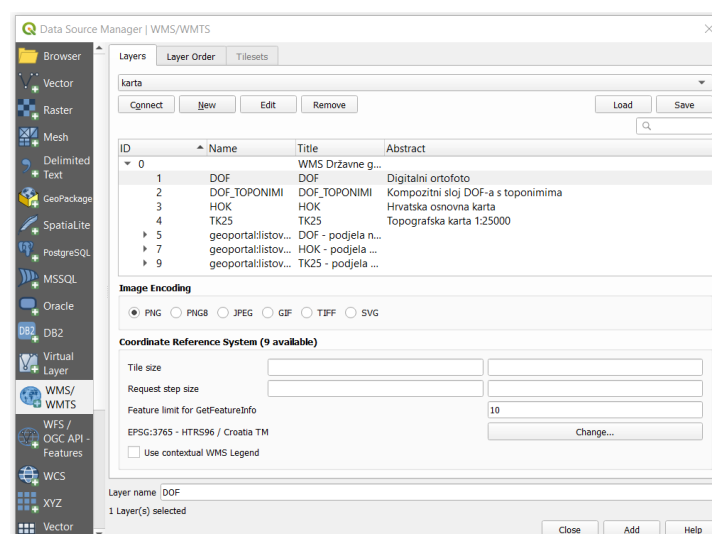 Data Source Manager | WMS/WMTS
Browser
Vector
Raster
Mesh
Delimited
Text
GeoPackage
SpatiaLite
PostgreSQL
MSSQL
Oracle
DB2
DB2
Virtual
Layer
WMS/
WMTS
WFS /
OGC API -
Features
WCS
XYZ
Vector
Layers Layer Order Tilesets
karta
Connect New Edit Remove Load Save
ID Name Title Abstract
0 WMS Državne g...
1 DOF DOF Digitalni ortofoto
2 DOF_TOPONIMI DOF_TOPONIMI Kompozitni sloj DOF-a s toponimima
3 HOK HOK Hrvatska osnovna karta
4 TK25 TK25 Topografska karta 1:25000
5 geoportal:listov... DOF - podjela n...
7 geoportal:listov... HOK - podjela ...
9 geoportal:listov... TK25 - podjela ...
Image Encoding
PNG PNG8 JPEG GIF TIFF SVG
Coordinate Reference System (9 available)
Tile size
Request step size
Feature limit for GetFeatureInfo 10
EPSG:3765 - HTRS96 / Croatia TM Change...
Use contextual WMS Legend
Layer name DOF
1 Layer(s) selected
Close Add Help